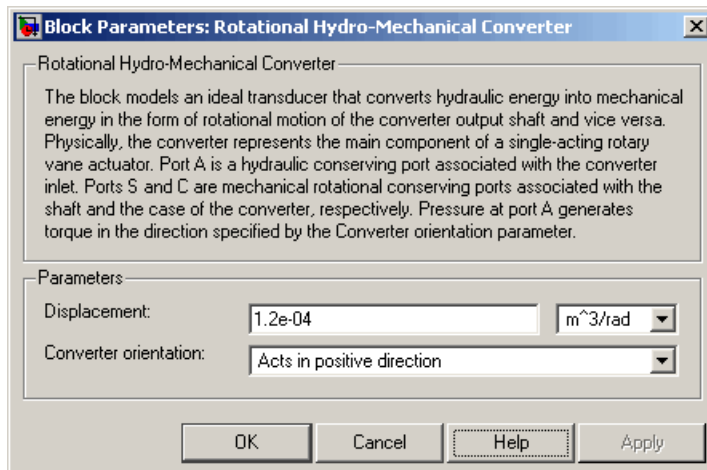 Block Parameters: Rotational Hydro-Mechanical Converter
Rotational Hydro-Mechanical Converter
The block models an ideal transducer that converts hydraulic energy into mechanical
energy in the form of rotational motion of the converter output shaft and vice versa.
Physically, the converter represents the main component of a single-acting rotary
vane actuator. Port A is a hydraulic conserving port associated with the converter
inlet. Ports S and C are mechanical rotational conserving ports associated with the
shaft and the case of the converter, respectively. Pressure at port A generates
torque in the direction specified by the Converter orientation parameter.
Parameters
Displacement: 1.2e-04 m^3/rad
Converter orientation: Acts in positive direction
OK Cancel Help Apply